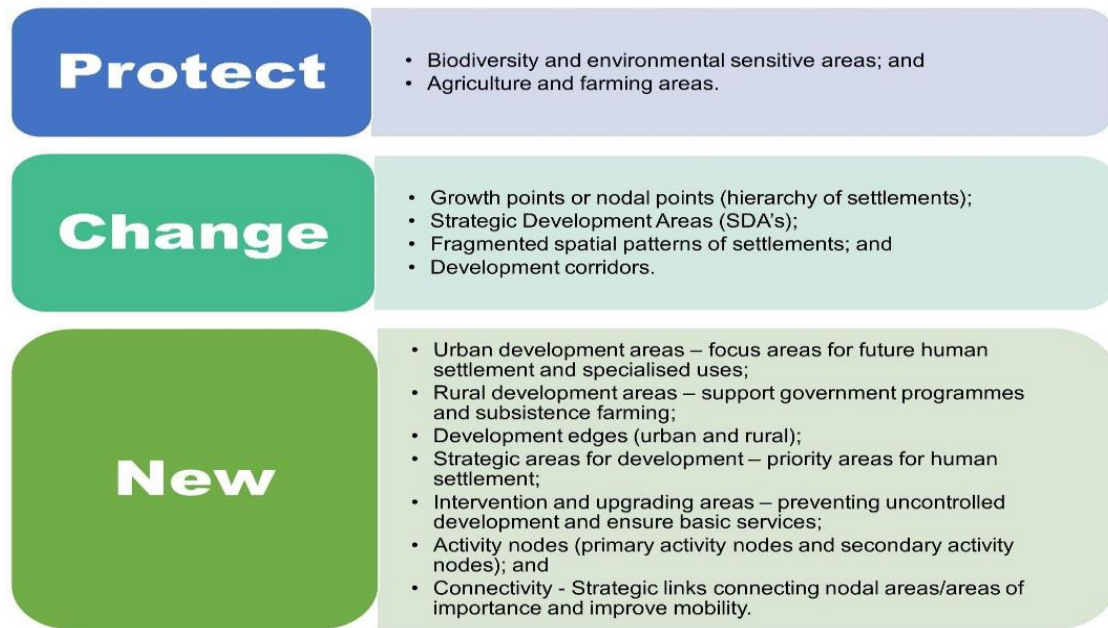 Protect
• Biodiversity and environmental sensitive areas; and
• Agriculture and farming areas.
Change
• Growth points or nodal points (hierarchy of settlements);
• Strategic Development Areas (SDA's);
• Fragmented spatial patterns of settlements; and
• Development corridors.
New
• Urban development areas – focus areas for future human
settlement and specialised uses;
• Rural development areas – support government programmes
and subsistence farming;
• Development edges (urban and rural);
• Strategic areas for development – priority areas for human
settlement;
• Intervention and upgrading areas – preventing uncontrolled
development and ensure basic services;
• Activity nodes (primary activity nodes and secondary activity
nodes); and
• Connectivity - Strategic links connecting nodal areas/areas of
importance and improve mobility.